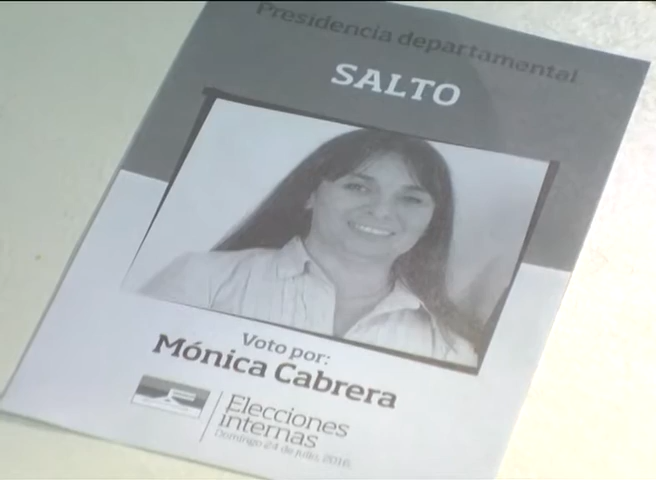 Presidencia departamental
SALTO
Voto por:
Mónica Cabrera
Elecciones
internas
Domingo 24 de julio, 2016.